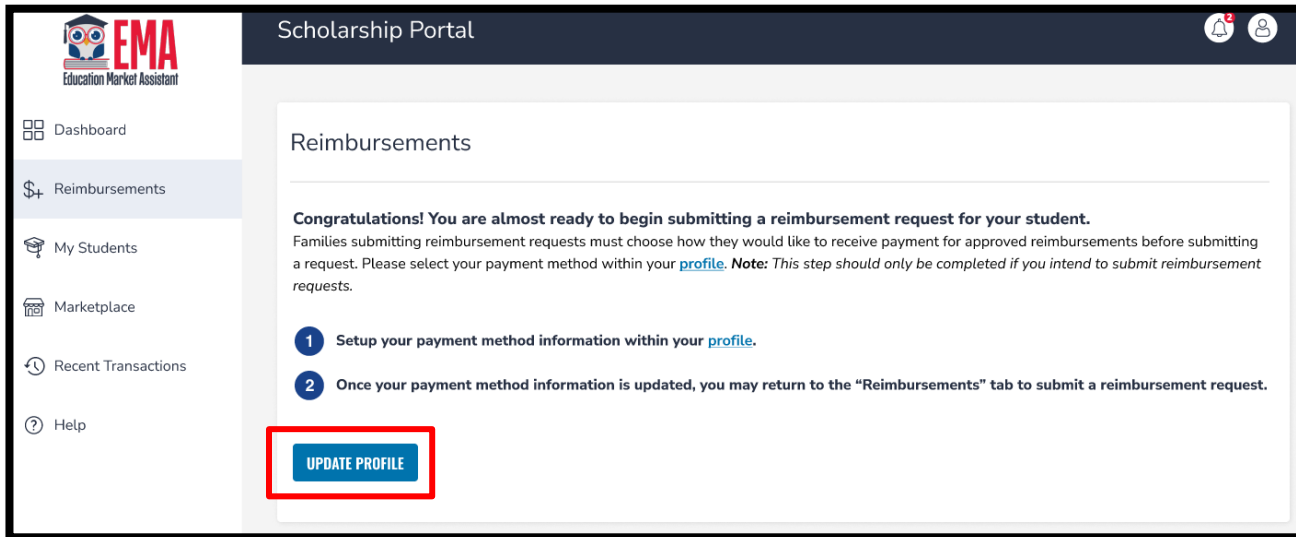 EMA
Education Market Assistant
Scholarship Portal
2
Dashboard
Reimbursements
My Students
Marketplace
Recent Transactions
Help
Reimbursements
Congratulations! You are almost ready to begin submitting a reimbursement request for your student.
Families submitting reimbursement requests must choose how they would like to receive payment for approved reimbursements before submitting
a request. Please select your payment method within your profile. Note: This step should only be completed if you intend to submit reimbursement
requests.
1 Setup your payment method information within your profile.
2 Once your payment method information is updated, you may return to the “Reimbursements” tab to submit a reimbursement request.
UPDATE PROFILE